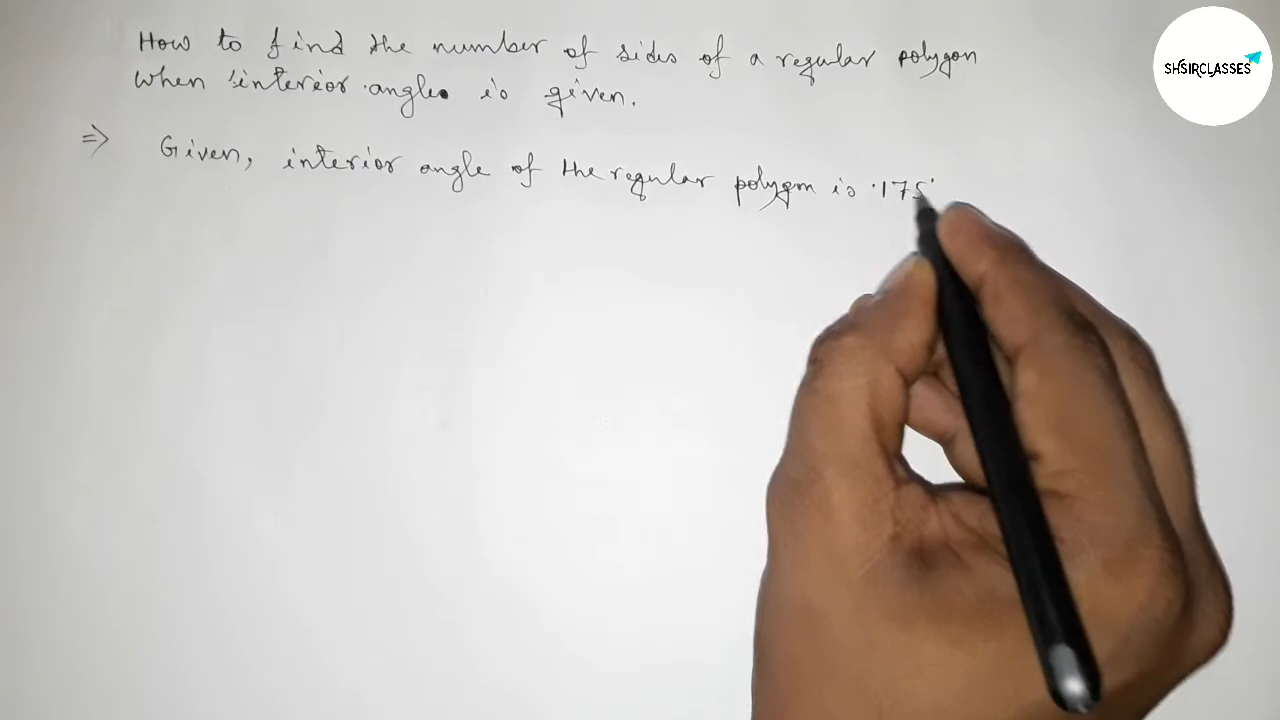 How to find the number of sides of a regular polygon
when interior angle is given.
⇒ Given, interior angle of the regular polygon is 175
SHSIRCLASSES